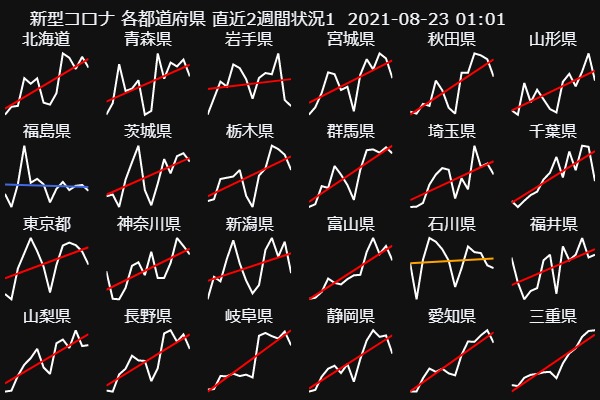 新型コロナ 各都道府県 直近2週間状況1 2021-08-23 01:01
北海道 青森県 岩手県 宮城県 秋田県 山形県
福島県 茨城県 栃木県 群馬県 埼玉県 千葉県
東京都 神奈川県 新潟県 富山県 石川県 福井県
山梨県 長野県 岐阜県 静岡県 愛知県 三重県